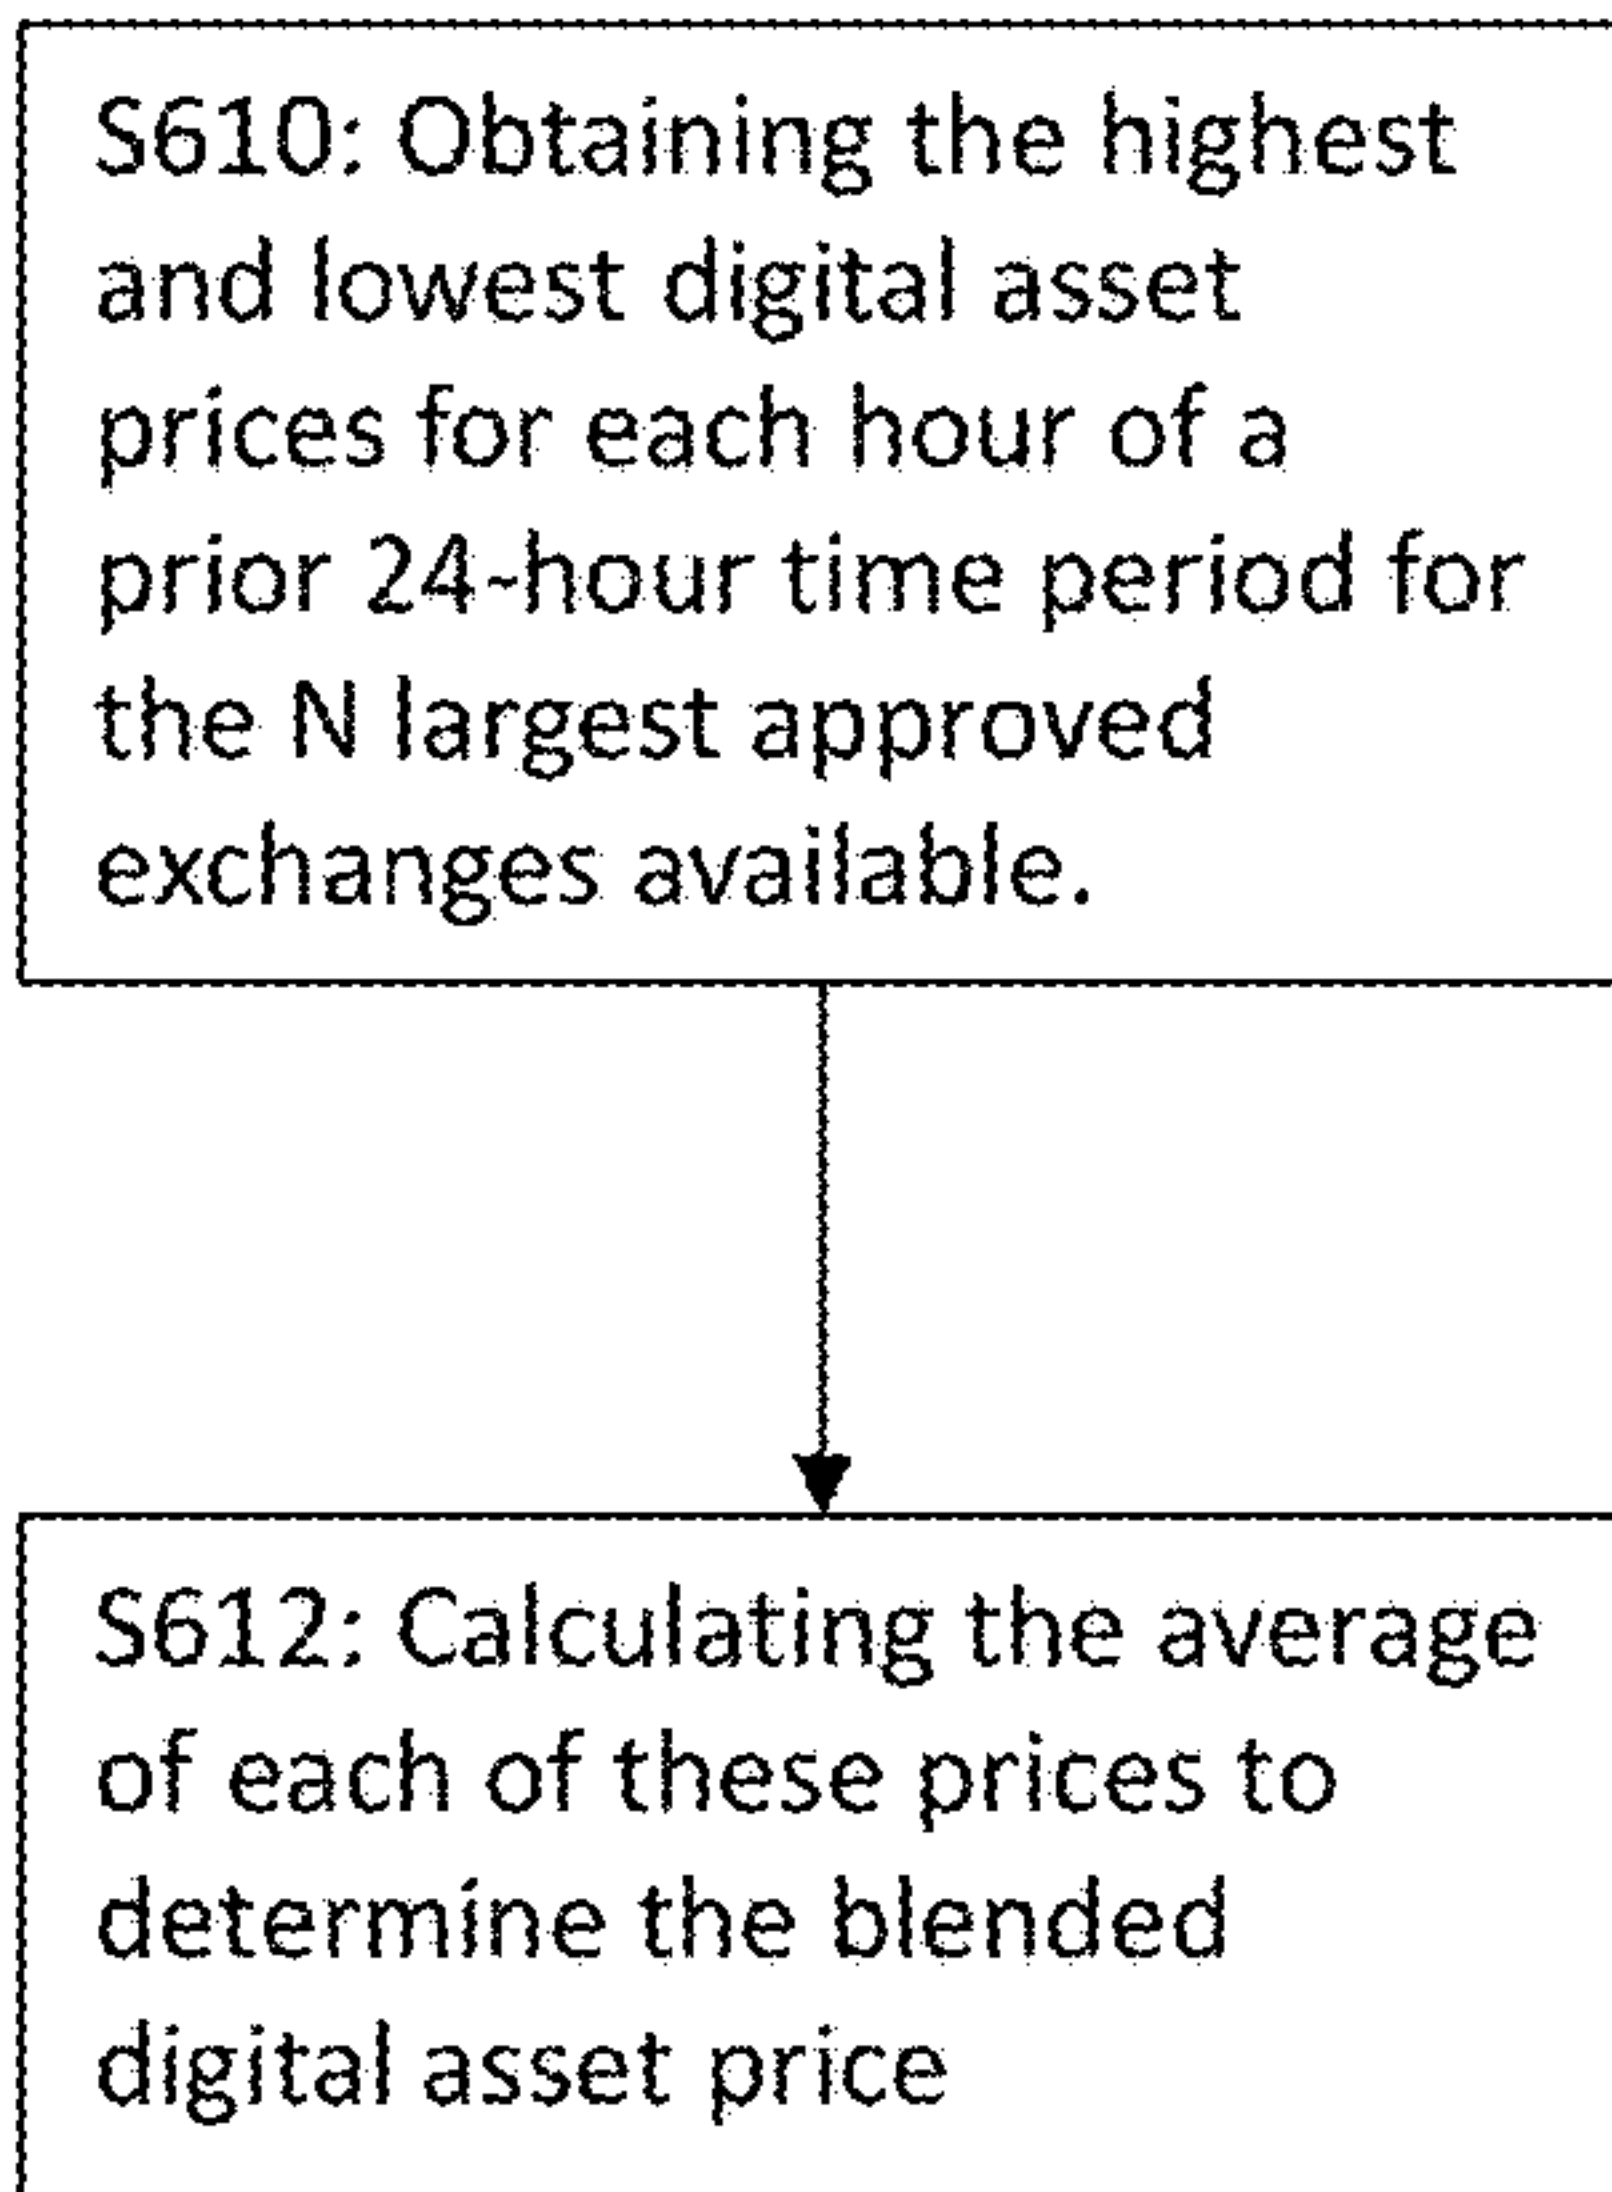 S610: Obtaining the highest
and lowest digital asset
prices for each hour of a
prior 24-hour time period for
the N largest approved
exchanges available.
S612: Calculating the average
of each of these prices to
determine the blended
digital asset price